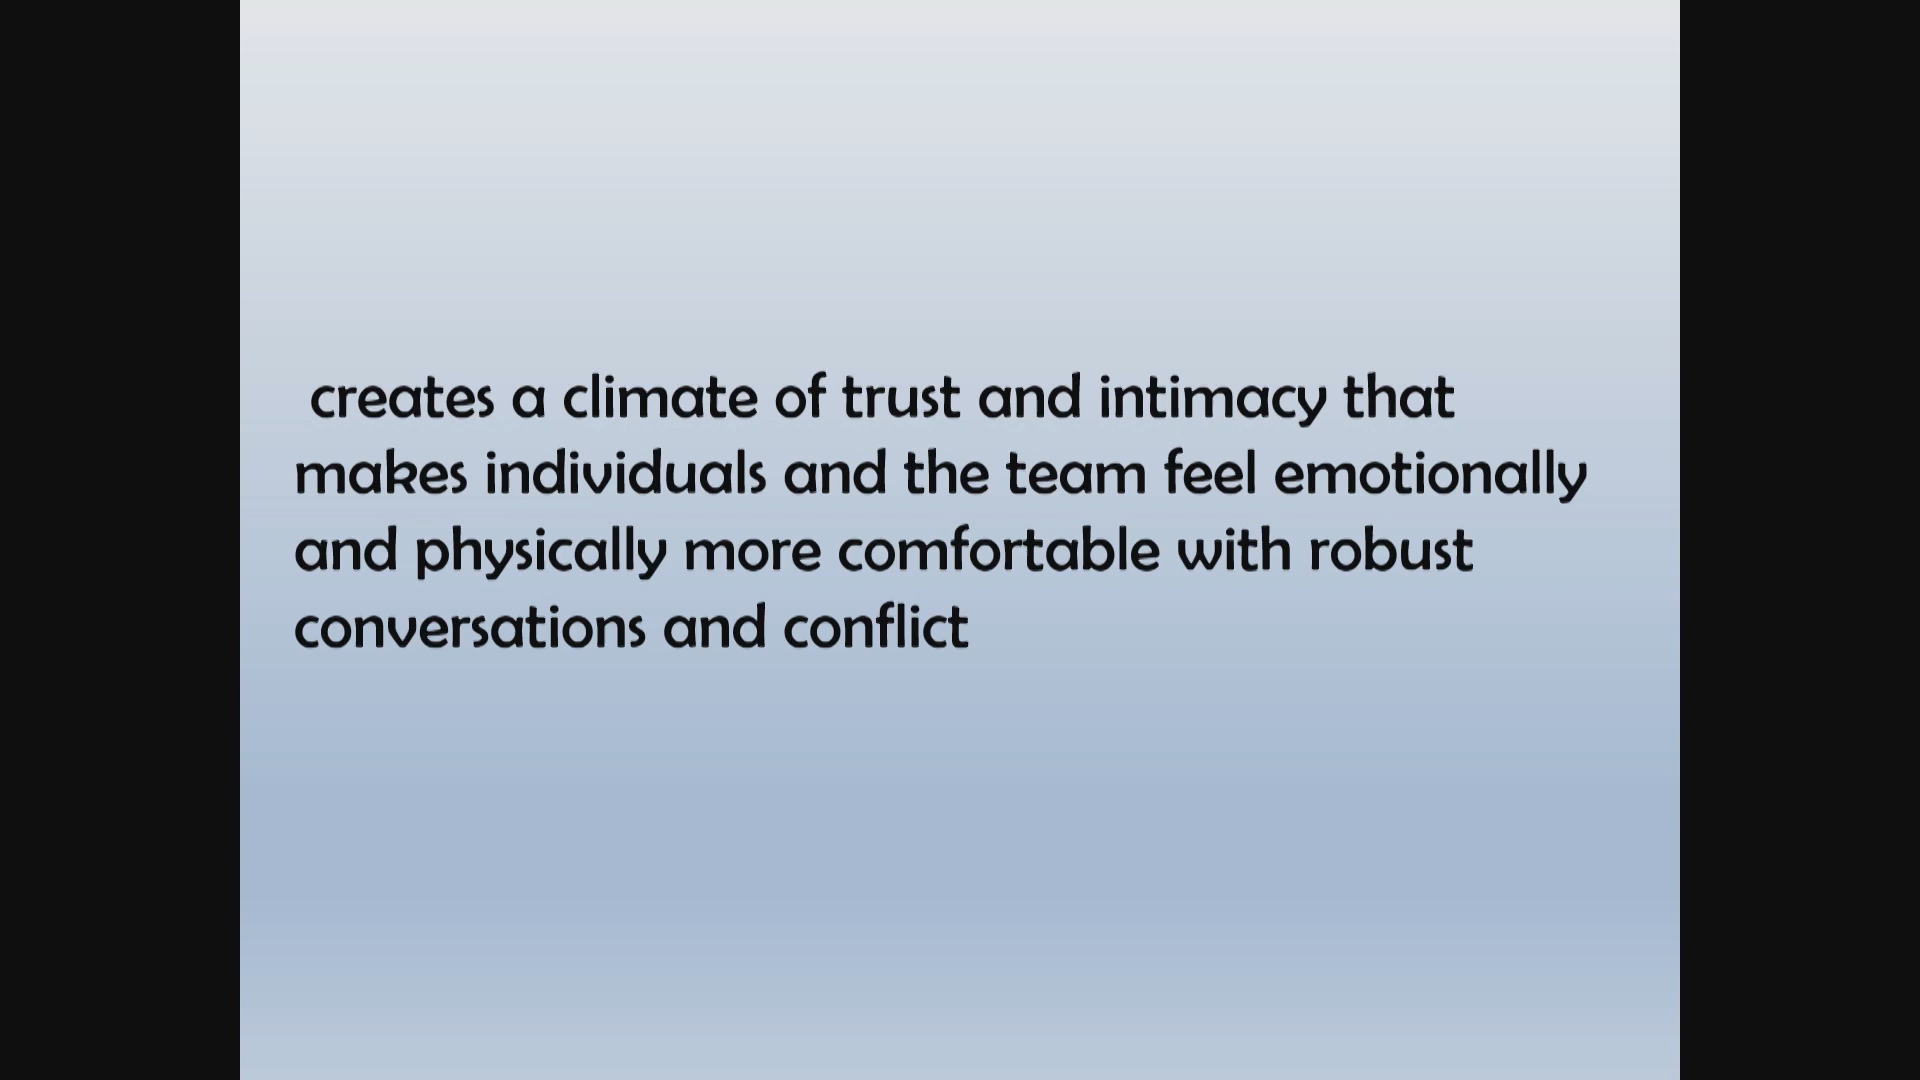 creates a climate of trust and intimacy that
makes individuals and the team feel emotionally
and physically more comfortable with robust
conversations and conflict